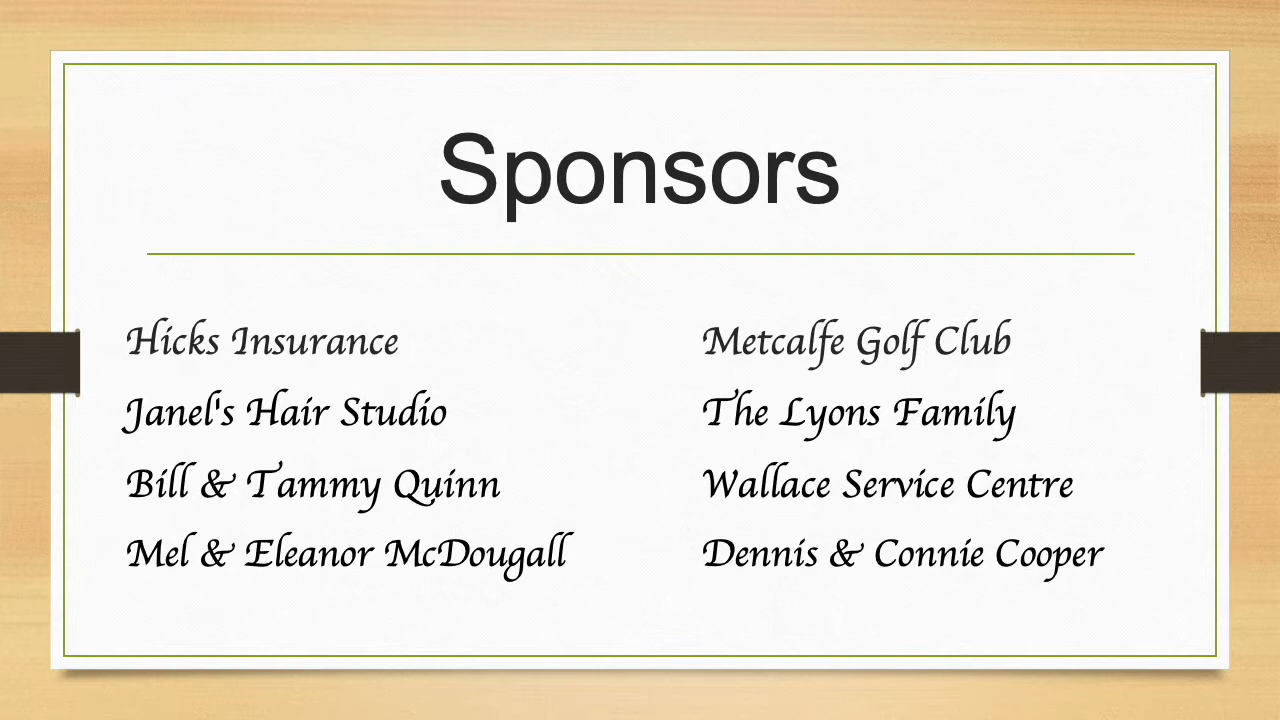 Sponsors
Hicks Insurance
Janel's Hair Studio
Bill & Tammy Quinn
Mel & Eleanor McDougall
Metcalfe Golf Club
The Lyons Family
Wallace Service Centre
Dennis & Connie Cooper